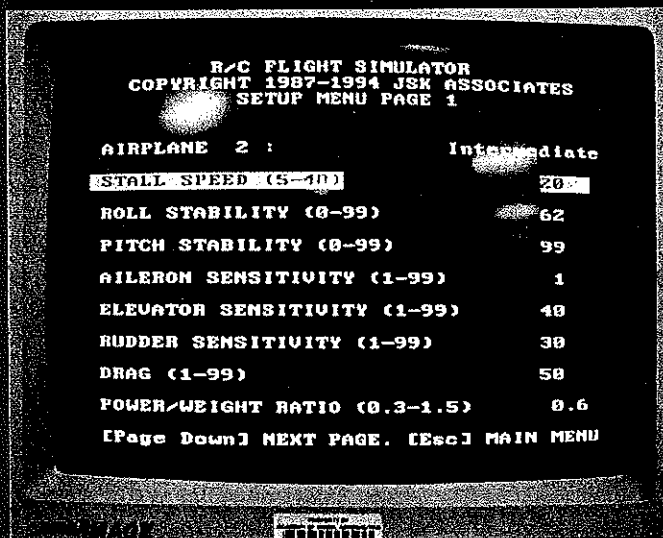 R/C FLIGHT SIMULATOR
COPYRIGHT 1987-1994 JSK ASSOCIATES
SETUP MENU PAGE 1
AIRPLANE 2 : Intermediate
STALL SPEED (5-40) 20
ROLL STABILITY (0-99) 62
PITCH STABILITY (0-99) 99
AILERON SENSITIVITY (1-99) 1
ELEVATOR SENSITIVITY (1-99) 40
RUDDER SENSITIVITY (1-99) 30
DRAG (1-99) 50
POWER/WEIGHT RATIO (0.3-1.5) 0.6
[Page Down] NEXT PAGE. [Esc] MAIN MENU